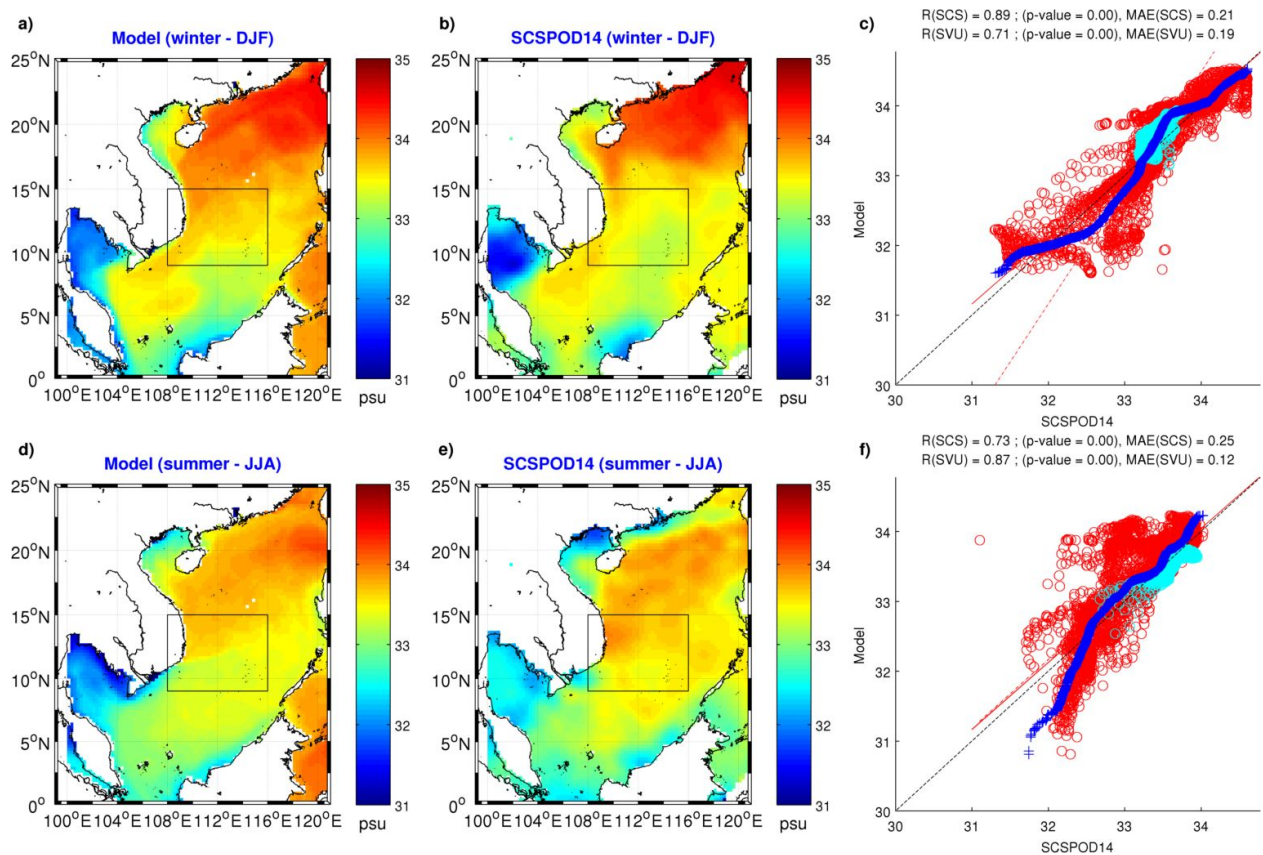 a)
Model (winter - DJF)
25°N
20°N
15°N
10°N
5°N
0°
100°E104°E108°E112°E116°E120°E
35
34
33
32
31
psu
b)
SCSPOD14 (winter - DJF)
25°N
20°N
15°N
10°N
5°N
0°
100°E104°E108°E112°E116°E120°E
35
34
33
32
31
psu
c)
R(SCS) = 0.89 ; (p-value = 0.00), MAE(SCS) = 0.21
R(SVU) = 0.71 ; (p-value = 0.00), MAE(SVU) = 0.19
Model
34
33
32
31
30
30 31 32 33 34
SCSPOD14
d)
Model (summer - JJA)
25°N
20°N
15°N
10°N
5°N
0°
100°E104°E108°E112°E116°E120°E
35
34
33
32
31
psu
e)
SCSPOD14 (summer - JJA)
25°N
20°N
15°N
10°N
5°N
0°
100°E104°E108°E112°E116°E120°E
35
34
33
32
31
psu
f)
R(SCS) = 0.73 ; (p-value = 0.00), MAE(SCS) = 0.25
R(SVU) = 0.87 ; (p-value = 0.00), MAE(SVU) = 0.12
Model
34
33
32
31
30
30 31 32 33 34
SCSPOD14